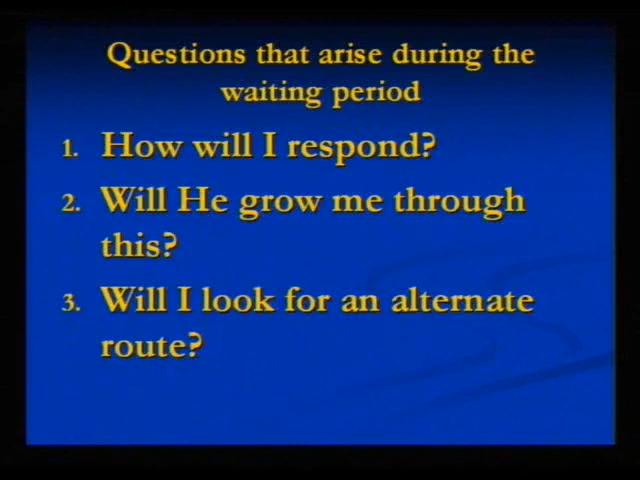 Questions that arise during the
waiting period
1. How will I respond?
2. Will He grow me through
this?
3. Will I look for an alternate
route?